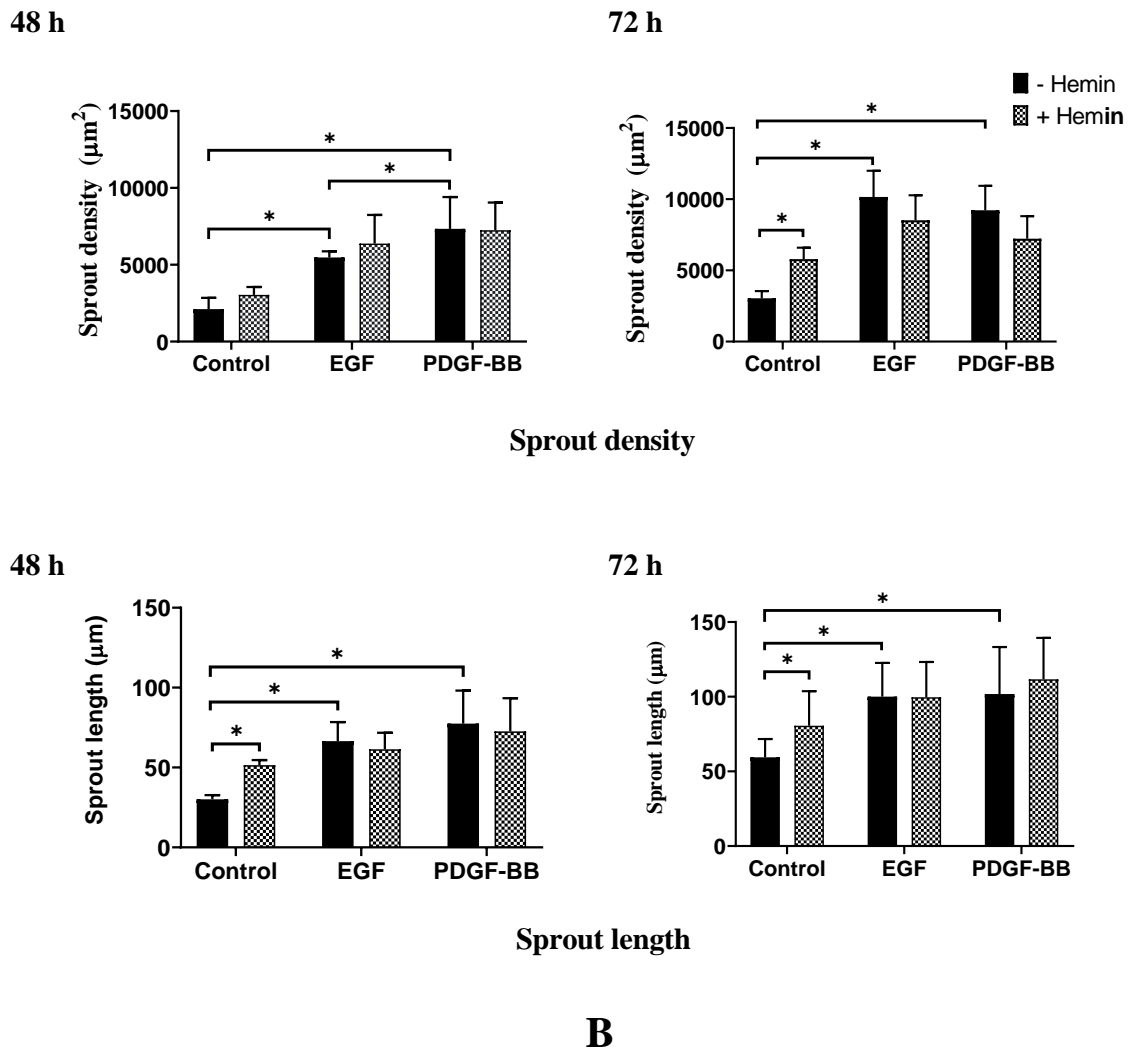 48 h
72 h
- Hemin
+ Hemin
Sprout density (μm²)
15000
10000
5000
0
*
*
*
Control EGF PDGF-BB
Sprout density (μm²)
15000
10000
5000
0
*
*
*
Control EGF PDGF-BB
Sprout density
48 h
72 h
Sprout length (μm)
150
100
50
0
*
*
*
Control EGF PDGF-BB
Sprout length (μm)
150
100
50
0
*
*
*
Control EGF PDGF-BB
Sprout length
B